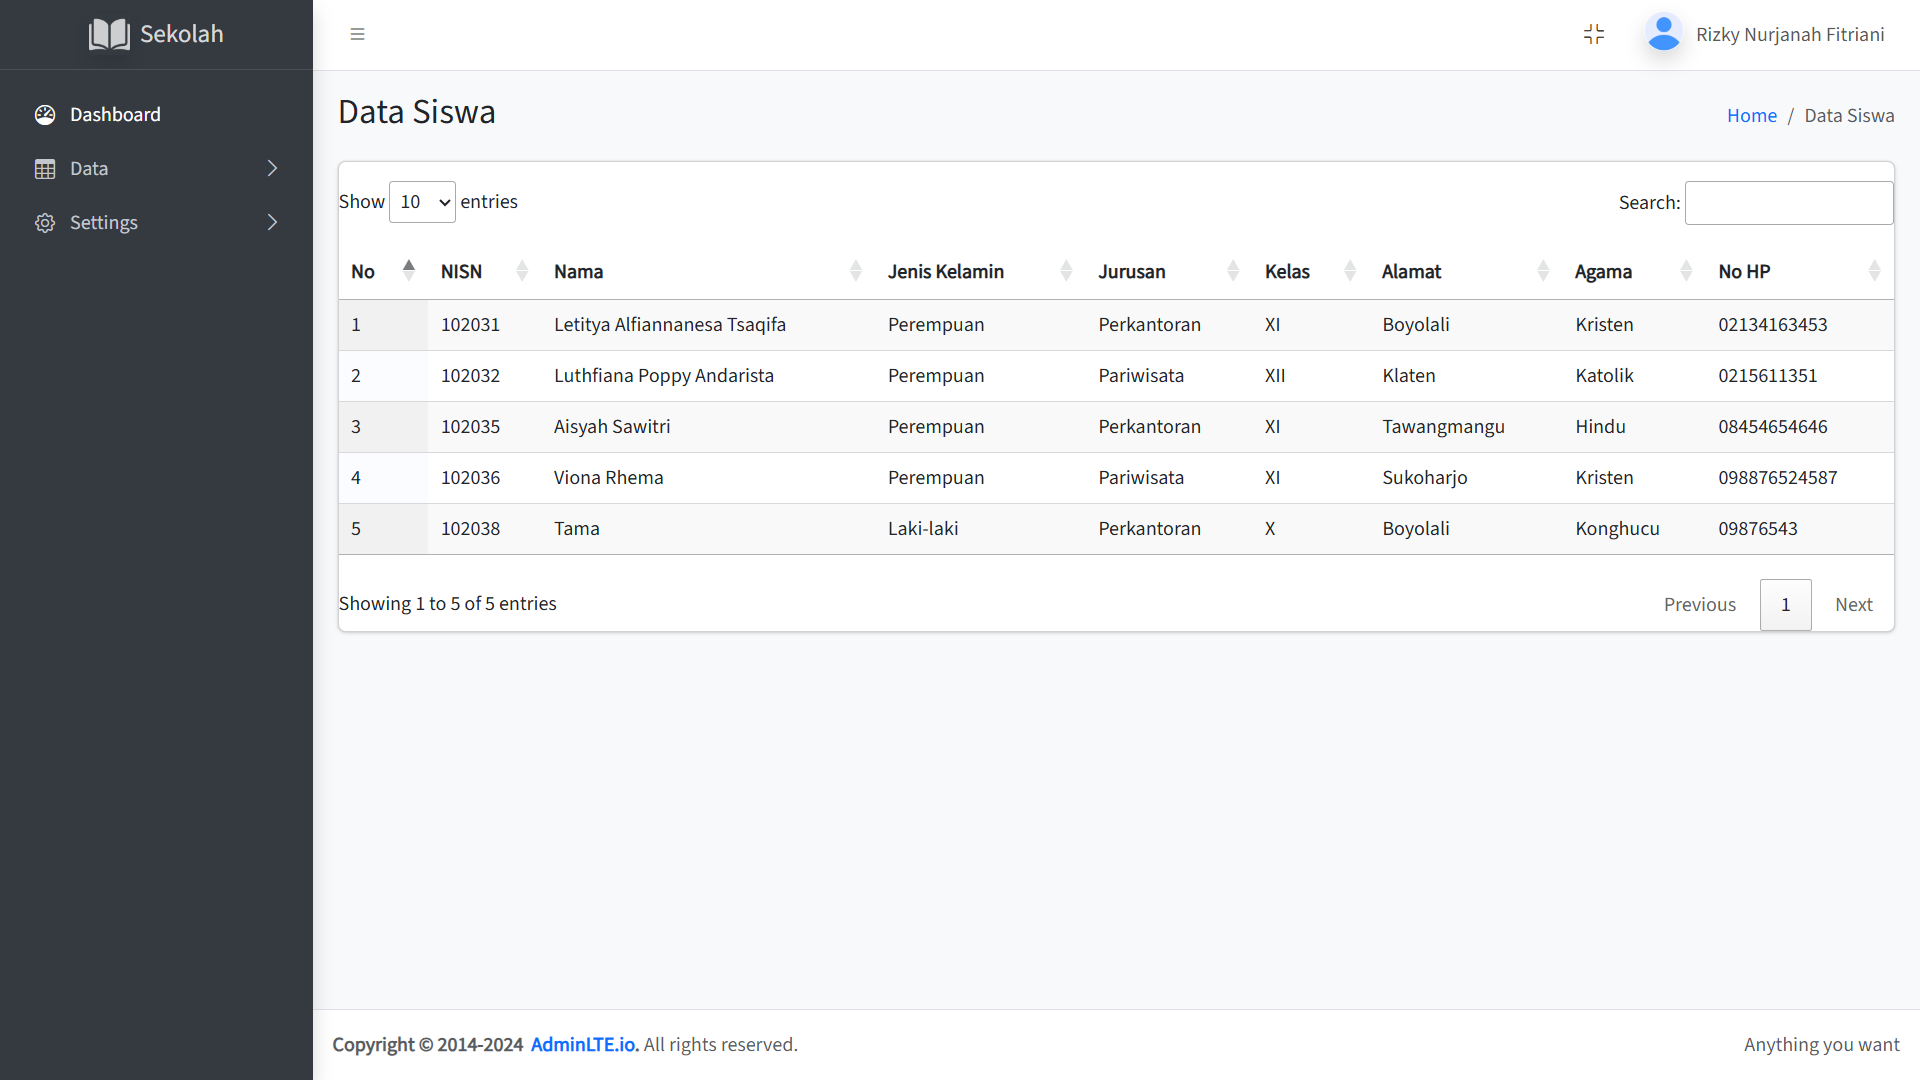 Sekolah
Rizky Nurjanah Fitriani
Dashboard
Data
Settings
Data Siswa
Home / Data Siswa
Show 10 entries
Search:
No NISN Nama Jenis Kelamin Jurusan Kelas Alamat Agama No HP
1 102031 Letitya Alfiannanesa Tsaqifa Perempuan Perkantoran XI Boyolali Kristen 02134163453
2 102032 Luthfiana Poppy Andarista Perempuan Pariwisata XII Klaten Katolik 0215611351
3 102035 Aisyah Sawitri Perempuan Perkantoran XI Tawangmangu Hindu 08454654646
4 102036 Viona Rhema Perempuan Pariwisata XI Sukoharjo Kristen 098876524587
5 102038 Tama Laki-laki Perkantoran X Boyolali Konghucu 09876543
Showing 1 to 5 of 5 entries
Previous 1 Next
Copyright © 2014-2024 AdminLTE.io. All rights reserved.
Anything you want